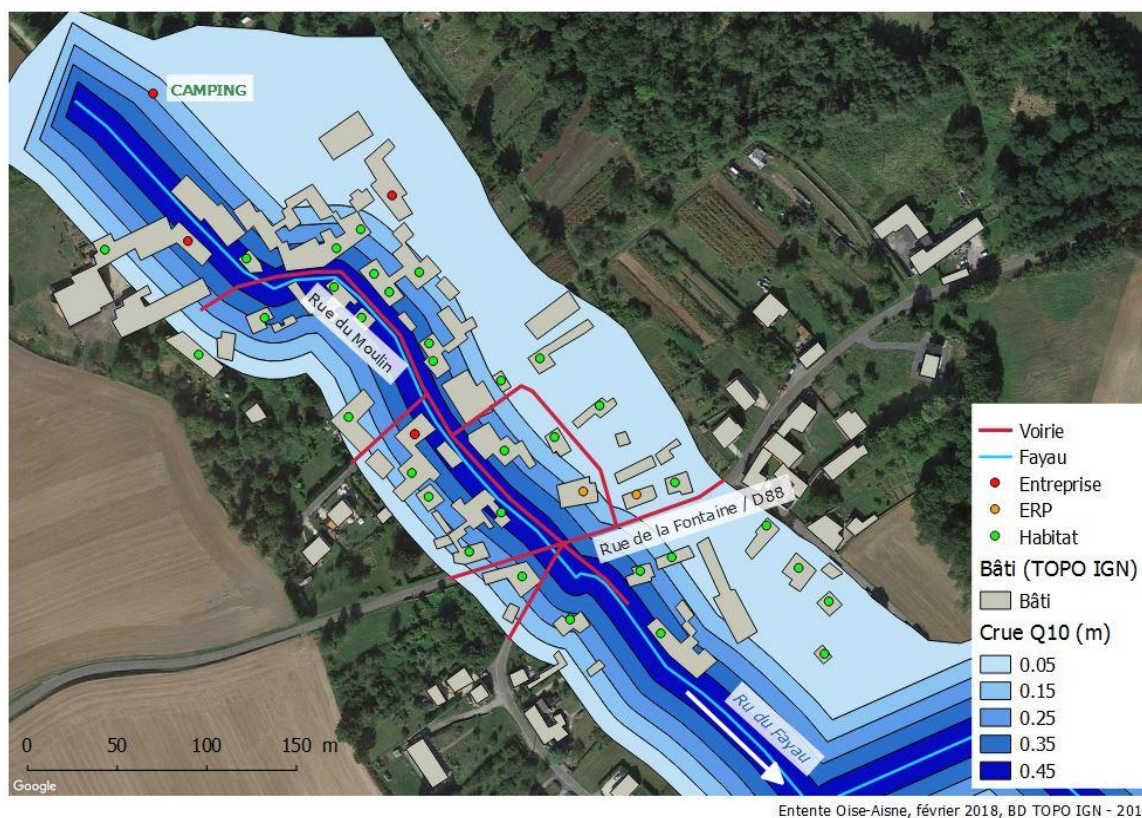 CAMPING
Rue du Moulin
Rue de la Fontaine / D88
Ru du Fayau
Voirie
Fayau
Entreprise
ERP
Habitat
Bâti (TOPO IGN)
Bâti
Crue Q10 (m)
0.05
0.15
0.25
0.35
0.45
0 50 100 150 m
Google
Entente Oise-Aisne, février 2018, BD TOPO IGN - 201